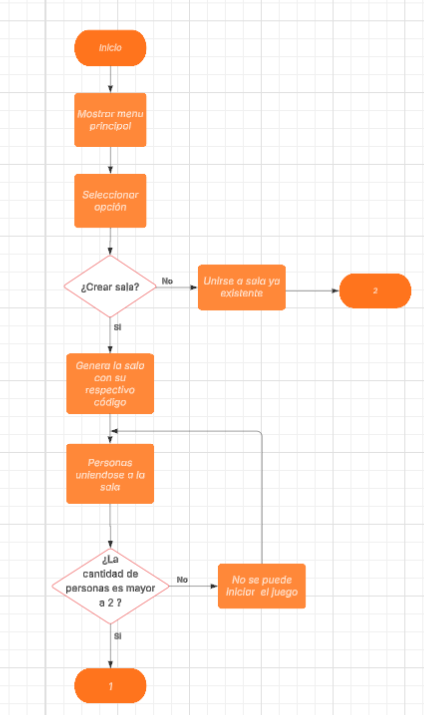 Inicio
Mostrar menu
principal
Seleccionar
opción
¿Crear sala?
No
Unirse a sala ya
existente
2
Si
Genera la sala
con su
respectivo
código
Personas
uniendose a la
sala
¿La
cantidad de
personas es mayor
a 2 ?
No
No se puede
iniciar el juego
Si
1